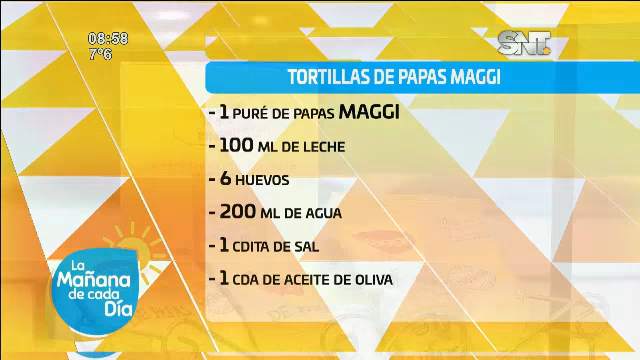 08:58
7°6
SNT.
TORTILLAS DE PAPAS MAGGI
- 1 PURÉ DE PAPAS MAGGI
- 100 ML DE LECHE
- 6 HUEVOS
- 200 ML DE AGUA
- 1 CDITA DE SAL
- 1 CDA DE ACEITE DE OLIVA
La
Mañana
de cada
Día